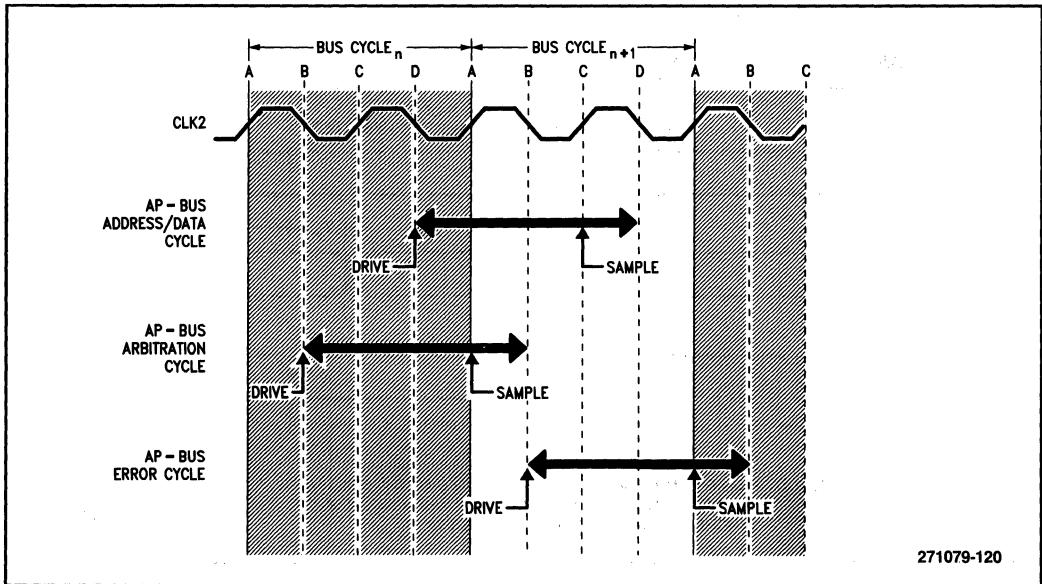 BUS CYCLE n BUS CYCLE n+1
A B C D A B C D A B C
CLK2
AP-BUS
ADDRESS/DATA
CYCLE
DRIVE SAMPLE
AP-BUS
ARBITRATION
CYCLE
DRIVE SAMPLE
AP-BUS
ERROR CYCLE
DRIVE SAMPLE
271079-120